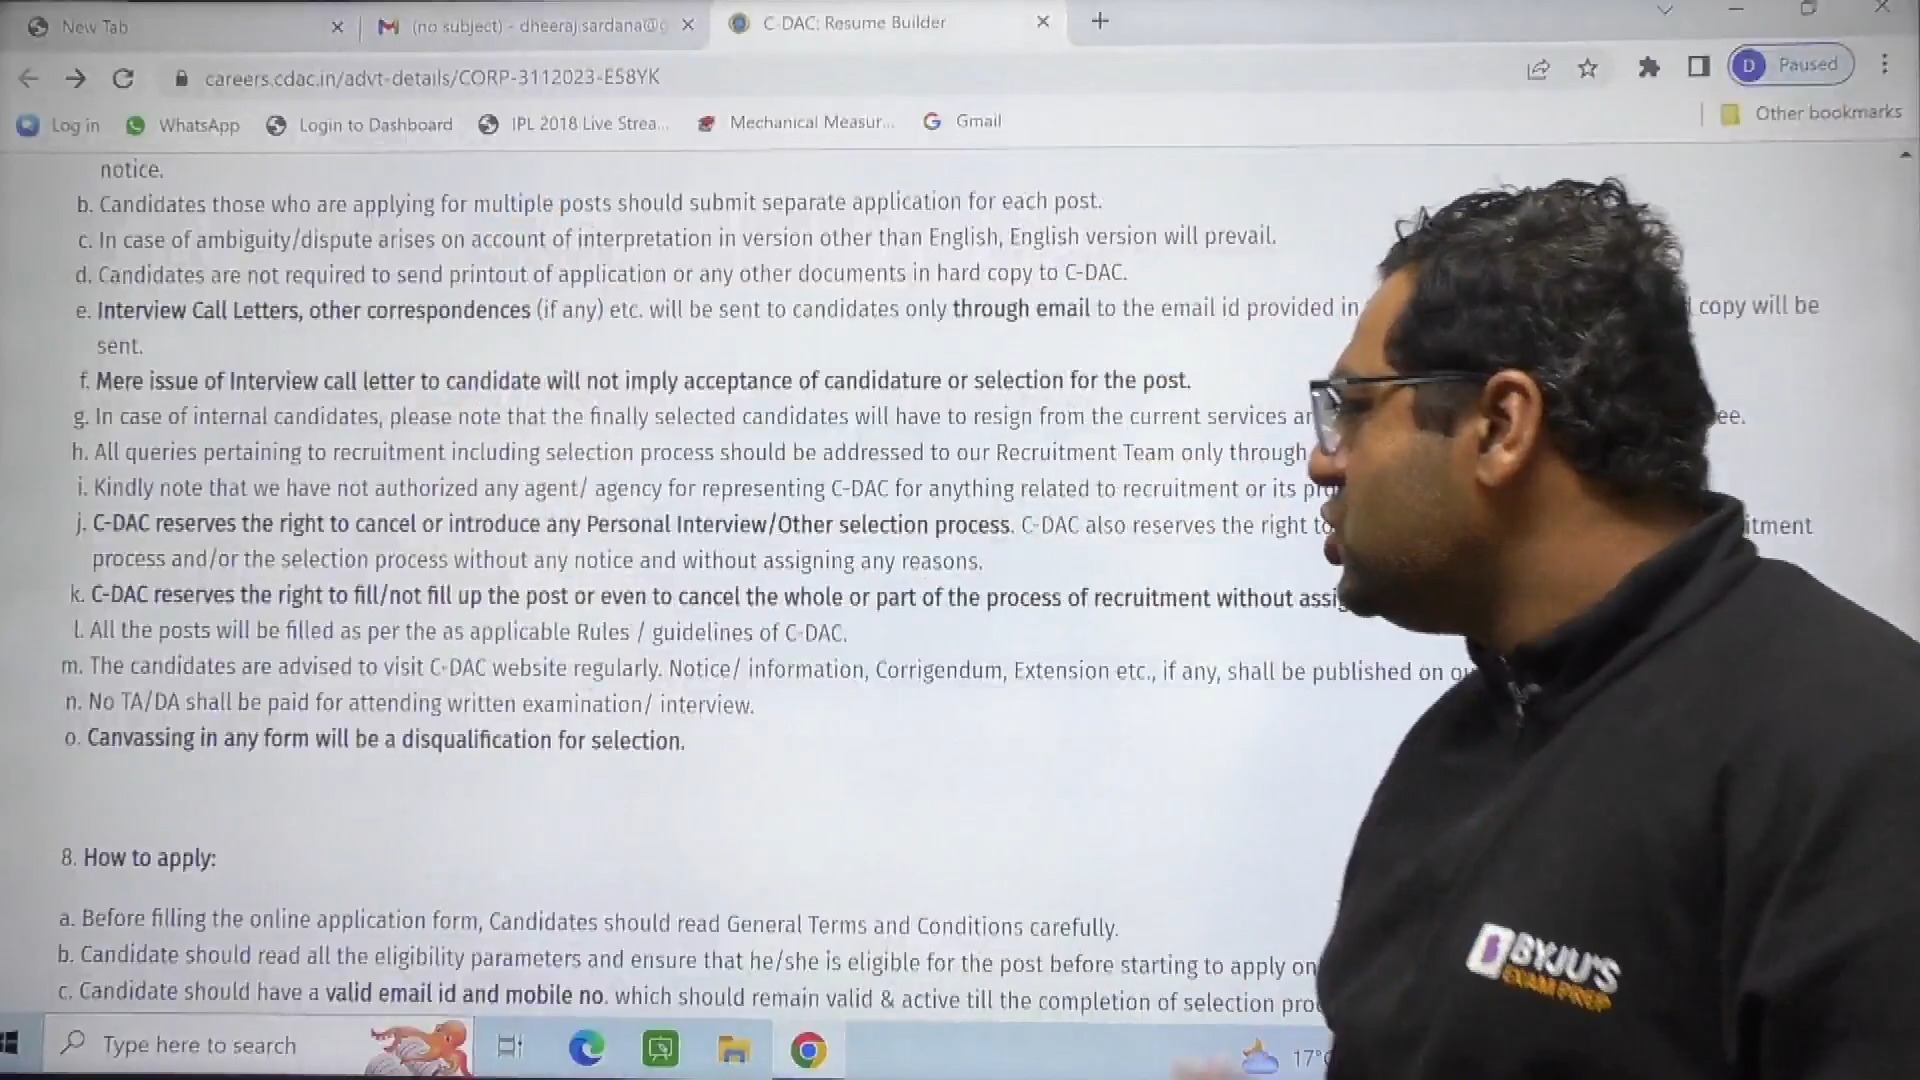 New Tab
(no subject) - dheeraj.sardana@g
C-DAC: Resume Builder
careers.cdac.in/advt-details/CORP-3112023-E58YK
D Paused
Log in
WhatsApp
Login to Dashboard
IPL 2018 Live Strea...
Mechanical Measur...
Gmail
Other bookmarks
notice.
b. Candidates those who are applying for multiple posts should submit separate application for each post.
c. In case of ambiguity/dispute arises on account of interpretation in version other than English, English version will prevail.
d. Candidates are not required to send printout of application or any other documents in hard copy to C-DAC.
e. Interview Call Letters, other correspondences (if any) etc. will be sent to candidates only through email to the email id provided in copy will be
sent.
f. Mere issue of Interview call letter to candidate will not imply acceptance of candidature or selection for the post.
g. In case of internal candidates, please note that the finally selected candidates will have to resign from the current services
h. All queries pertaining to recruitment including selection process should be addressed to our Recruitment Team only through
i. Kindly note that we have not authorized any agent/ agency for representing C-DAC for anything related to recruitment or its
j. C-DAC reserves the right to cancel or introduce any Personal Interview/Other selection process. C-DAC also reserves the right to
process and/or the selection process without any notice and without assigning any reasons.
k. C-DAC reserves the right to fill/not fill up the post or even to cancel the whole or part of the process of recruitment without
l. All the posts will be filled as per the as applicable Rules / guidelines of C-DAC.
m. The candidates are advised to visit C-DAC website regularly. Notice/ information, Corrigendum, Extension etc., if any, shall be published on
n. No TA/DA shall be paid for attending written examination/ interview.
o. Canvassing in any form will be a disqualification for selection.
8. How to apply:
a. Before filling the online application form, Candidates should read General Terms and Conditions carefully.
b. Candidate should read all the eligibility parameters and ensure that he/she is eligible for the post before starting to apply on
c. Candidate should have a valid email id and mobile no. which should remain valid & active till the completion of selection
BYJU'S
EXAM PREP
Type here to search
17°